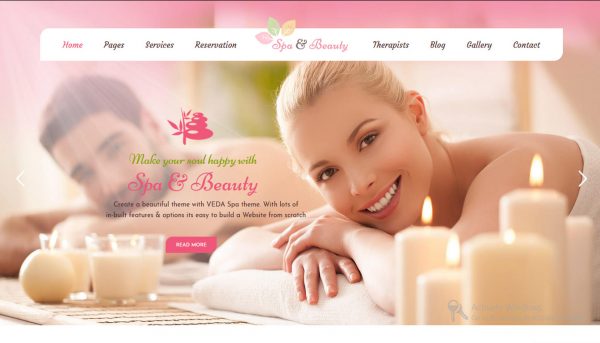 Home Pages Services Reservation Spa & Beauty Therapists Blog Gallery Contact
Make your soul happy with
Spa & Beauty
Create a beautiful theme with VEDA Spa theme. With lots of
in-built features & options its easy to build a Website from scratch
READ MORE
Activate Windows